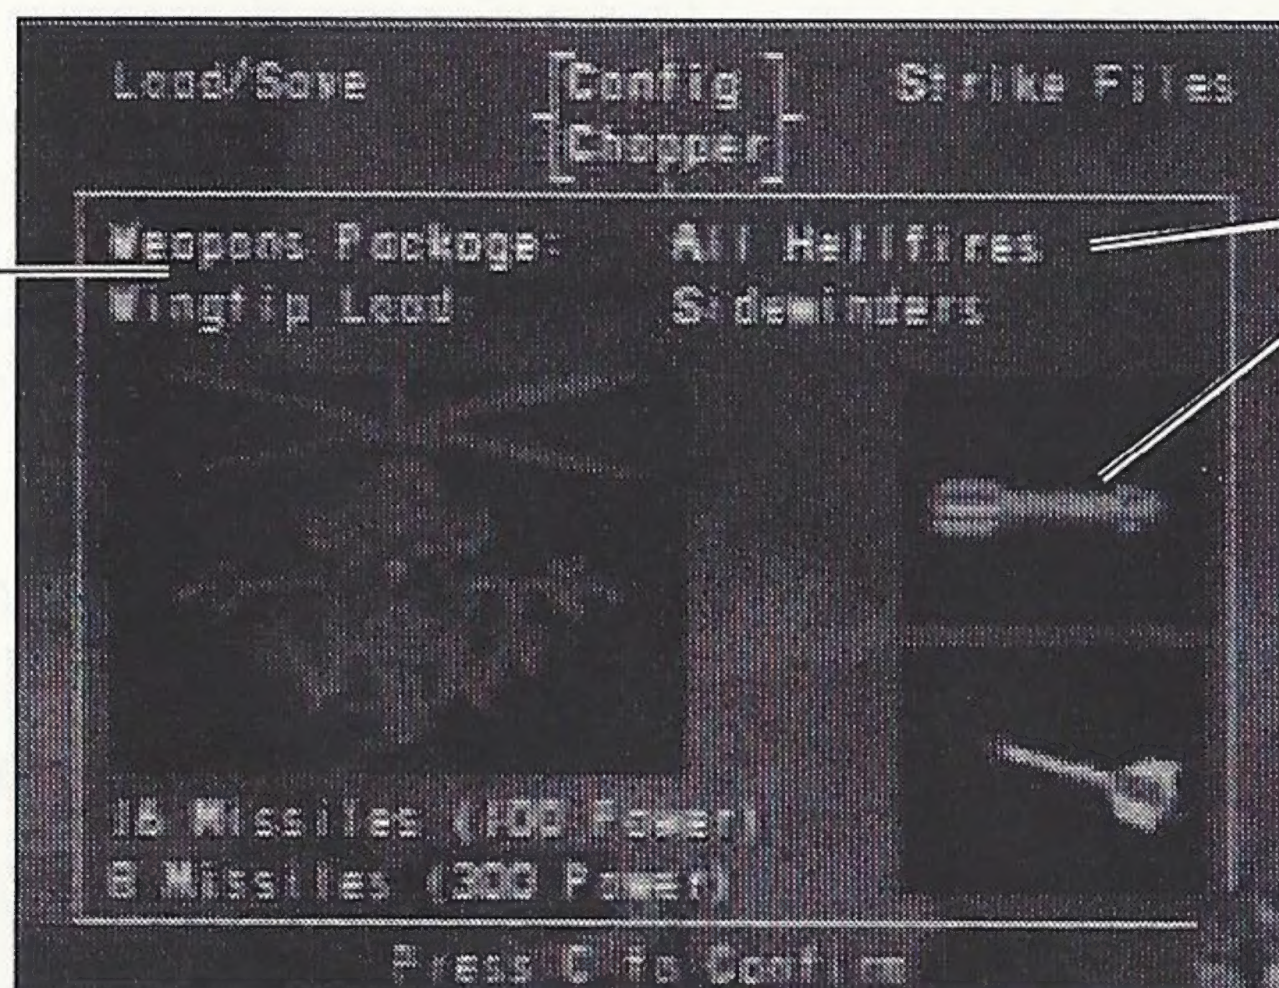 Load/Save
Config
Chopper
Strike Files
Weapons Package: All Hellfires
Wingtip Load: Sidewinders
16 Missiles (100 Power)
8 Missiles (300 Power)
Press C to Confirm